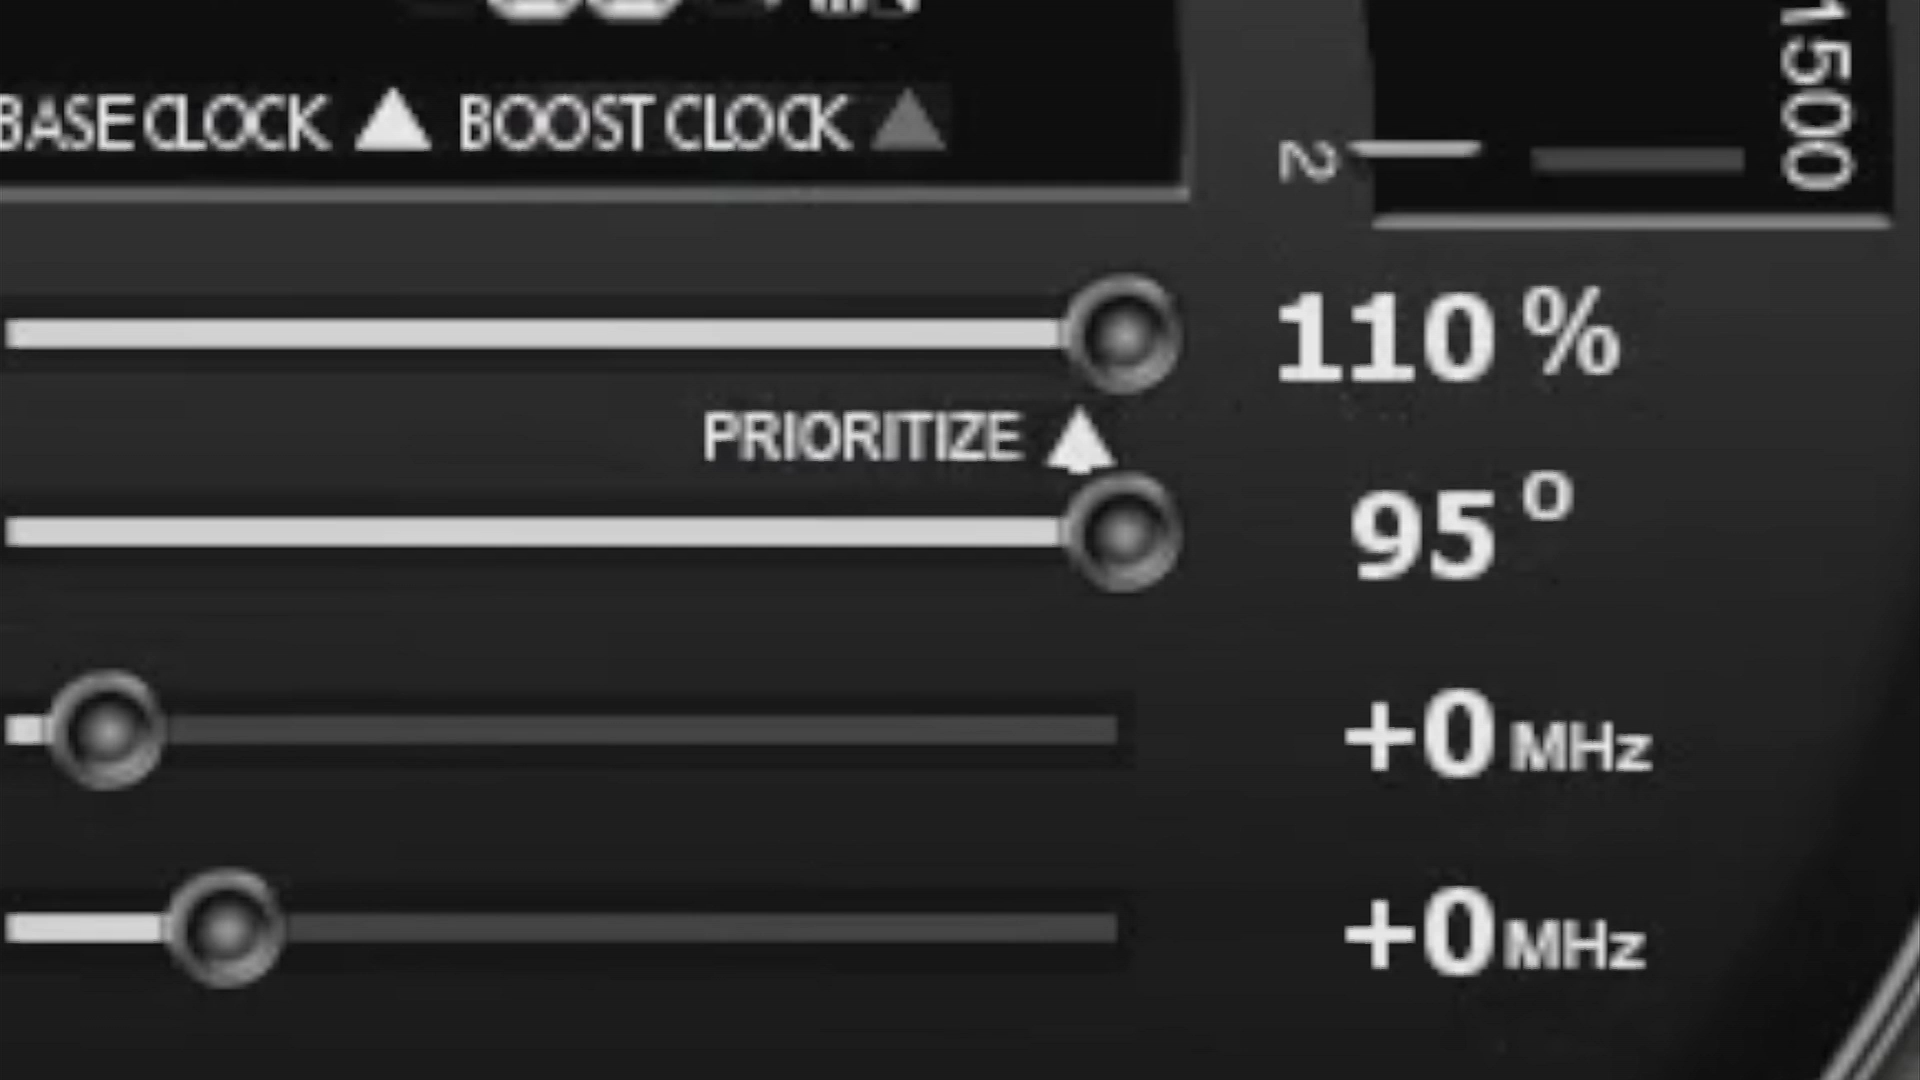 BASE CLOCK ▲ BOOST CLOCK ▲
2
1500
110 %
PRIORITIZE
95 °
+0 MHz
+0 MHz